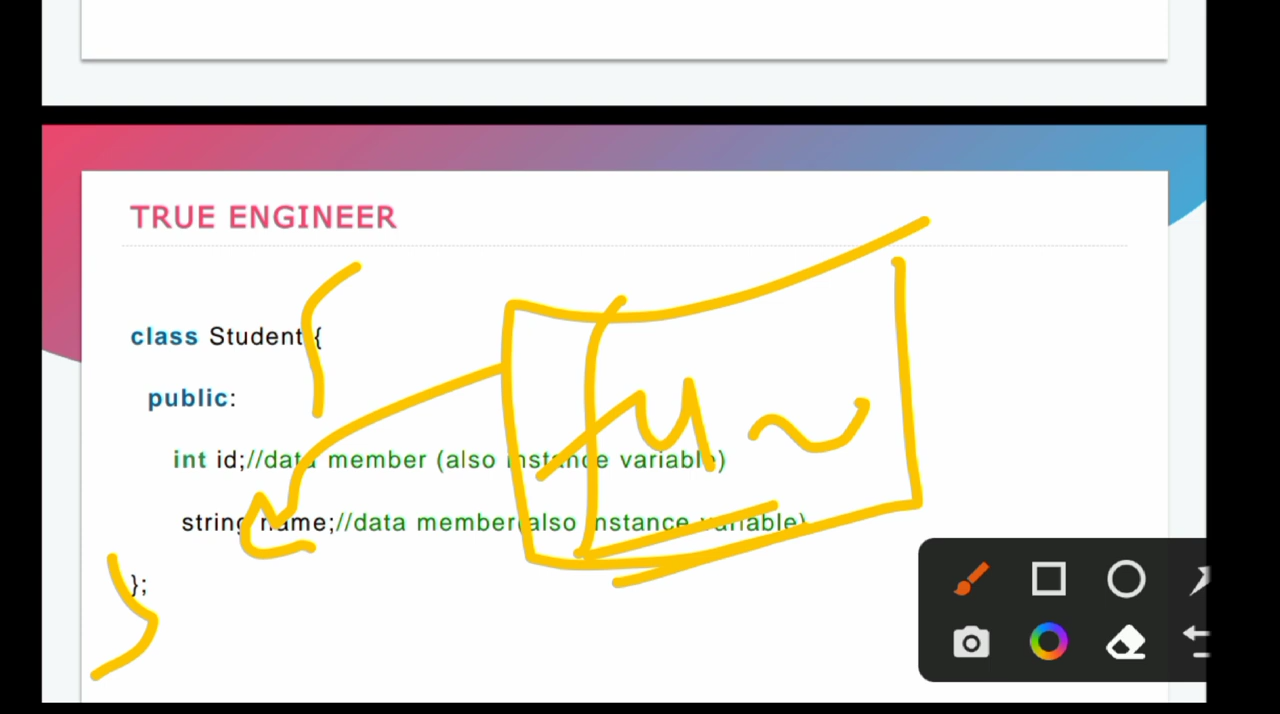 TRUE ENGINEER
class Student {
public:
int id;//data member (also instance variable)
string name;//data member(also instance variable)
};